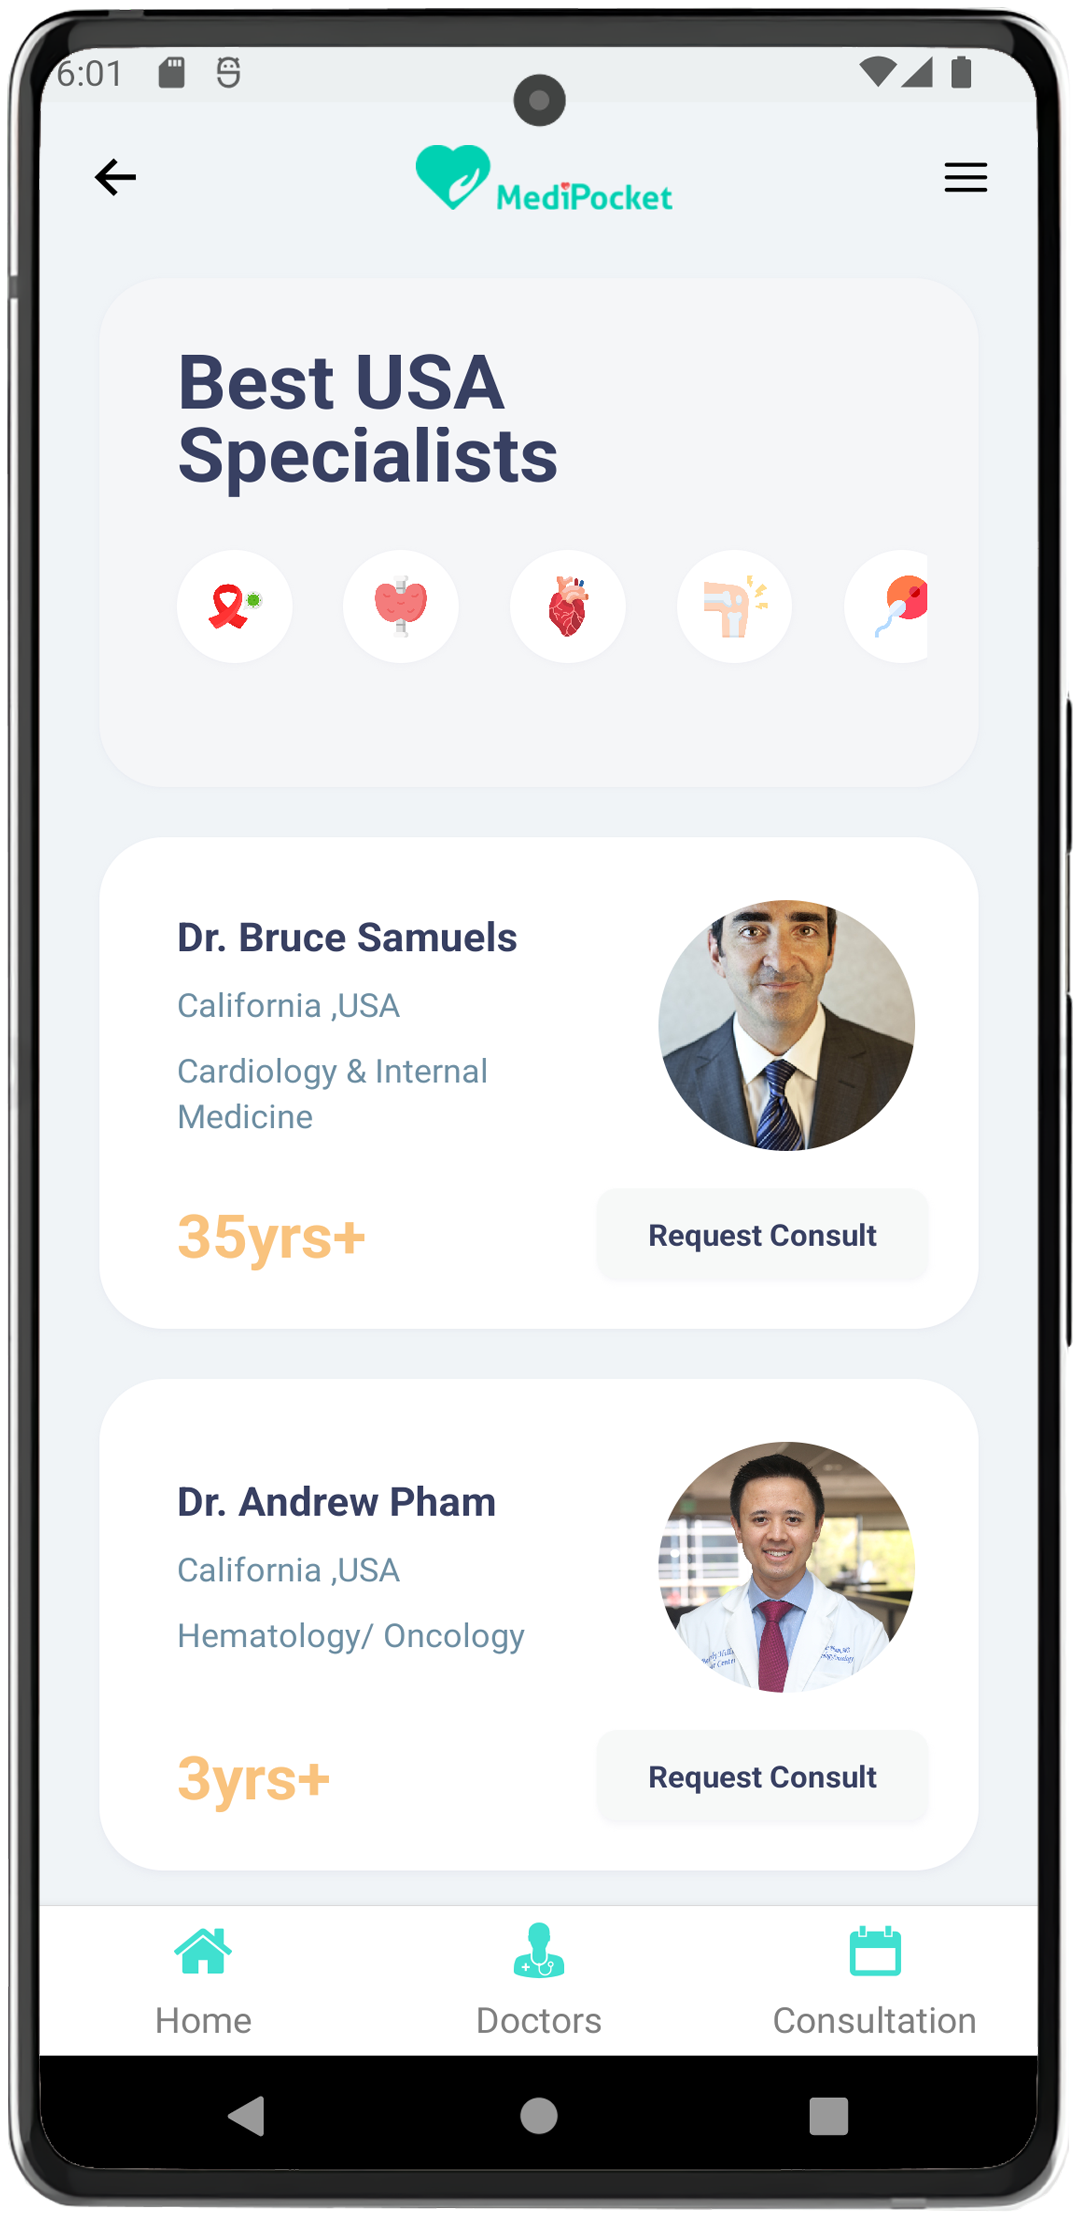 6:01
MediPocket
Best USA
Specialists
Dr. Bruce Samuels
California ,USA
Cardiology & Internal
Medicine
35yrs+
Request Consult
Dr. Andrew Pham
California ,USA
Hematology/ Oncology
3yrs+
Request Consult
Home
Doctors
Consultation